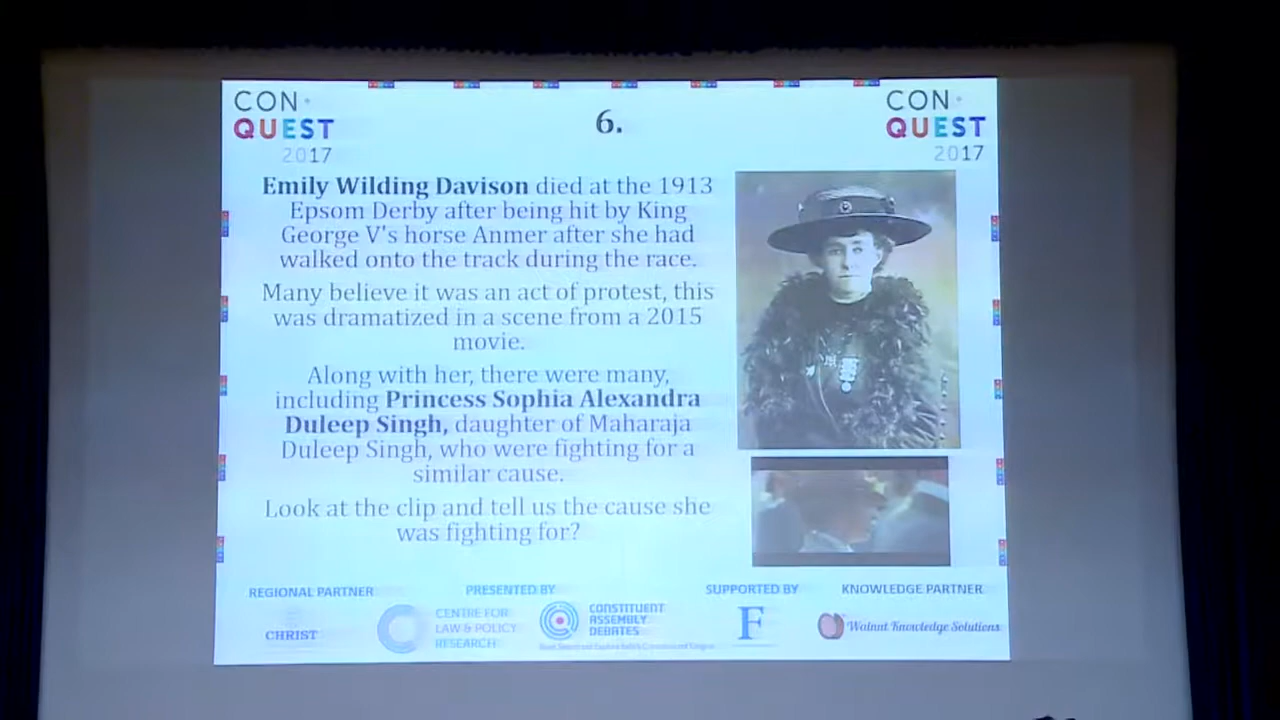 CON
QUEST
2017
6.
CON
QUEST
2017
Emily Wilding Davison died at the 1913
Epsom Derby after being hit by King
George V's horse Anmer after she had
walked onto the track during the race.
Many believe it was an act of protest, this
was dramatized in a scene from a 2015
movie.
Along with her, there were many,
including Princess Sophia Alexandra
Duleep Singh, daughter of Maharaja
Duleep Singh, who were fighting for a
similar cause.
Look at the clip and tell us the cause she
was fighting for?
REGIONAL PARTNER
PRESENTED BY
SUPPORTED BY
KNOWLEDGE PARTNER
CHRIST
CENTRE FOR
LAW & POLICY
RESEARCH
CONSTITUENT
ASSEMBLY
DEBATES
F
Walnut Knowledge Solutions